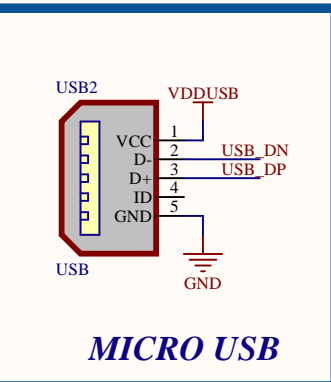 USB2
VDDUSB
VCC 1
D- 2 USB_DN
D+ 3 USB_DP
ID 4
GND 5
USB
GND
MICRO USB